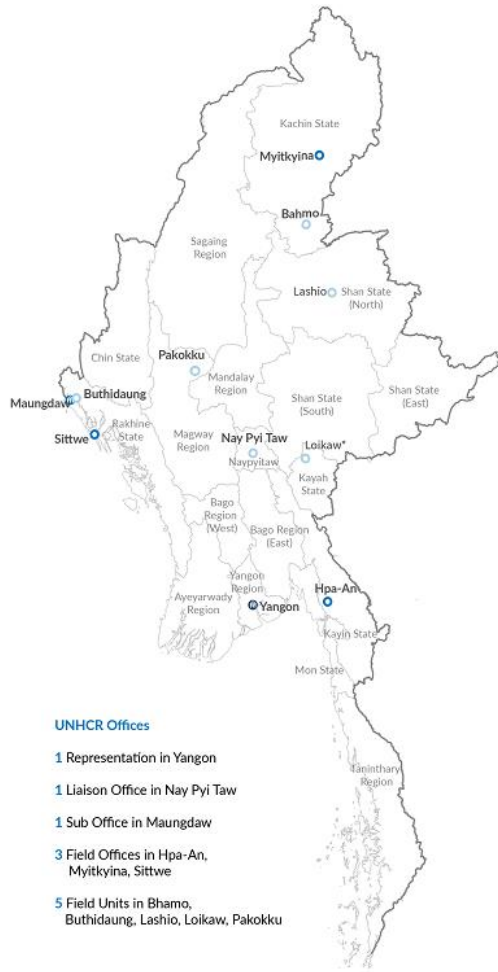 Kachin State
Myitkyina
Bahmo
Sagaing
Region
Lashio
Shan State
(North)
Chin State
Pakokku
Mandalay
Region
Shan State
(South)
Shan State
(East)
Maungdaw
Buthidaung
Sittwe
Rakhine
State
Magway
Region
Nay Pyi Taw
Naypyitaw
Loikaw*
Kayah
State
Bago
Region
(West)
Bago Region
(East)
Ayeyarwady
Region
Yangon
Region
Yangon
Hpa-An
Kayin State
Mon State
Taninthary
Region
UNHCR Offices
1 Representation in Yangon
1 Liaison Office in Nay Pyi Taw
1 Sub Office in Maungdaw
3 Field Offices in Hpa-An,
Myitkyina, Sittwe
5 Field Units in Bhamo,
Buthidaung, Lashio, Loikaw, Pakokku